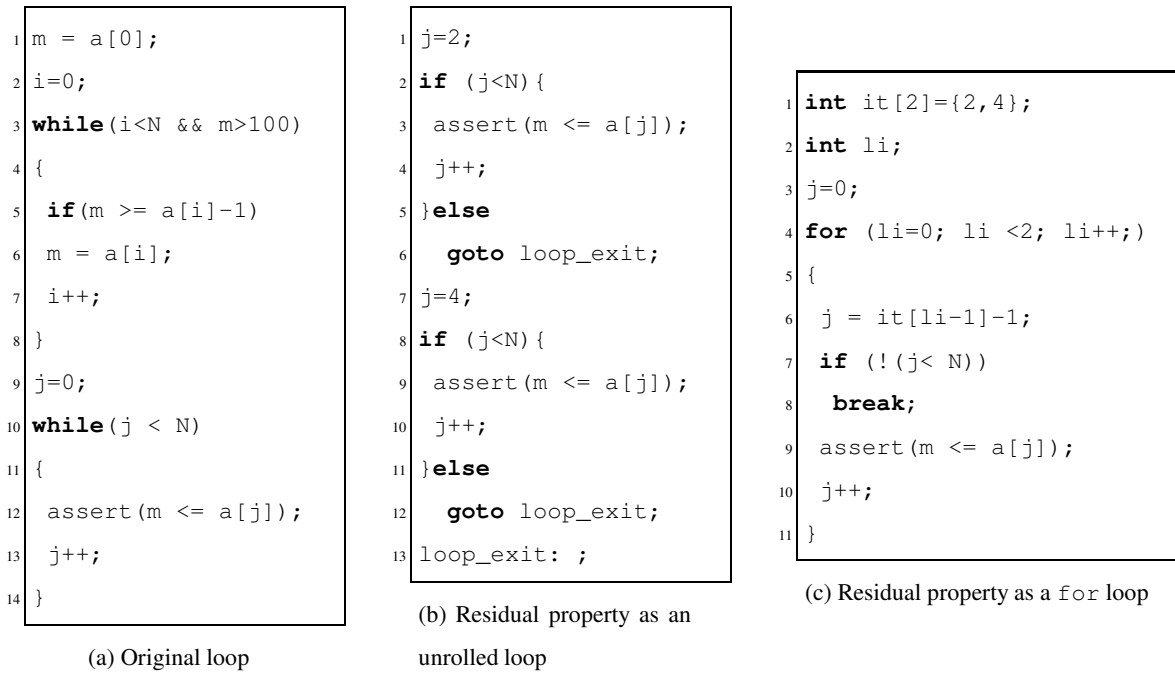 1 m = a[0];
2 i=0;
3 while(i<N && m>100)
4 {
5 if(m >= a[i]-1)
6 m = a[i];
7 i++;
8 }
9 j=0;
10 while(j < N)
11 {
12 assert(m <= a[j]);
13 j++;
14 }
(a) Original loop
1 j=2;
2 if (j<N){
3 assert(m <= a[j]);
4 j++;
5 }else
6 goto loop_exit;
7 j=4;
8 if (j<N){
9 assert(m <= a[j]);
10 j++;
11 }else
12 goto loop_exit;
13 loop_exit: ;
(b) Residual property as an
unrolled loop
1 int it[2]={2,4};
2 int li;
3 j=0;
4 for (li=0; li <2; li++;)
5 {
6 j = it[li-1]-1;
7 if (!(j< N))
8 break;
9 assert(m <= a[j]);
10 j++;
11 }
(c) Residual property as a for loop